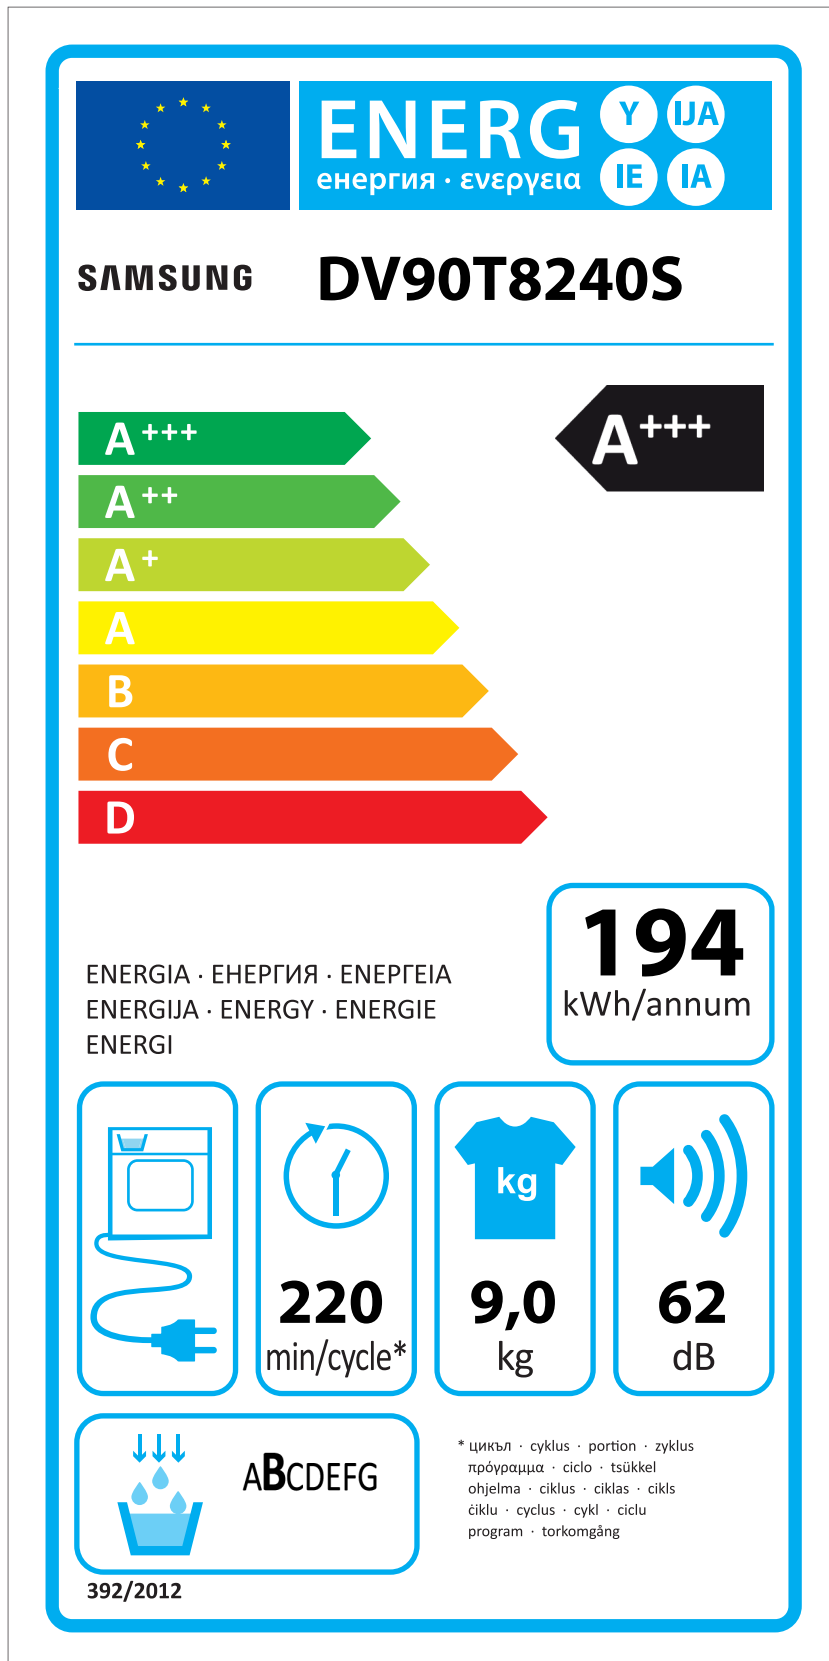 ENERG Y IJA
енергия · ενεργεια IE IA
SAMSUNG DV90T8240S
A+++ A+++
A++
A+
A
B
C
D
194
kWh/annum
ENERGIA · ЕНЕРГИЯ · ΕΝΕΡΓΕΙΑ
ENERGIJA · ENERGY · ENERGIE
ENERGI
kg
220
min/cycle*
9,0
kg
62
dB
ABCDEFG
* цикъл · cyklus · portion · zyklus
πρόγραμμα · ciclo · tsükkel
ohjelma · ciklus · ciklas · cikls
ċiklu · cyclus · cykl · ciclu
program · torkomgång
392/2012